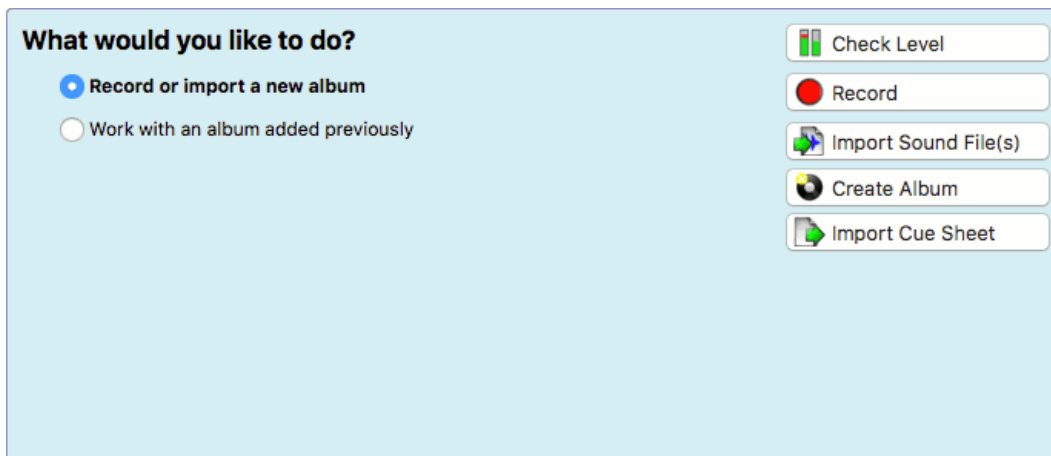 What would you like to do?
Record or import a new album
Work with an album added previously
Check Level
Record
Import Sound File(s)
Create Album
Import Cue Sheet